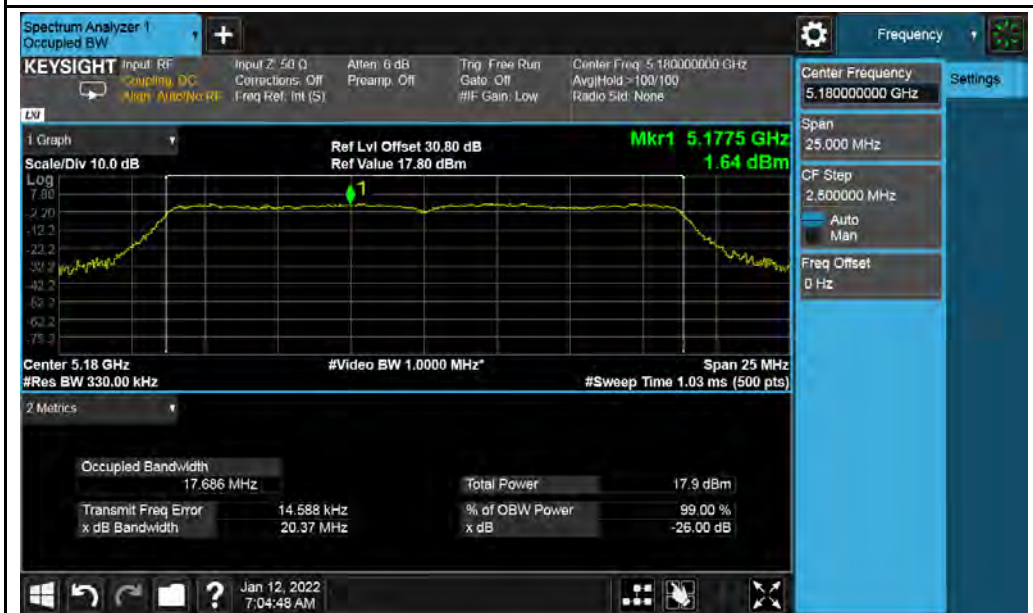 Spectrum Analyzer 1
Occupied BW
Frequency
KEYSIGHT Input: RF
Coupling: DC
Align: Auto/No RF
Input Z: 50 Ω
Corrections: Off
Freq Ref: Int (S)
Atten: 6 dB
Preamp: Off
Trig: Free Run
Gate: Off
#IF Gain: Low
Center Freq: 5.180000000 GHz
Avg|Hold:>100/100
Radio Std: None
LXI
Center Frequency
5.180000000 GHz
Settings
Span
25.000 MHz
CF Step
2.500000 MHz
Auto
Man
Freq Offset
0 Hz
1 Graph
Scale/Div 10.0 dB
Ref Lvl Offset 30.80 dB
Ref Value 17.80 dBm
Mkr1 5.1775 GHz
1.64 dBm
Log
7.80
-2.20
-12.2
-22.2
-32.2
-42.2
-52.2
-62.2
1
Center 5.18 GHz
#Res BW 330.00 kHz
#Video BW 1.0000 MHz*
Span 25 MHz
#Sweep Time 1.03 ms (500 pts)
2 Metrics
Occupied Bandwidth
17.686 MHz
Transmit Freq Error 14.588 kHz
x dB Bandwidth 20.37 MHz
Total Power 17.9 dBm
% of OBW Power 99.00 %
x dB -26.00 dB
?
Jan 12, 2022
7:04:48 AM